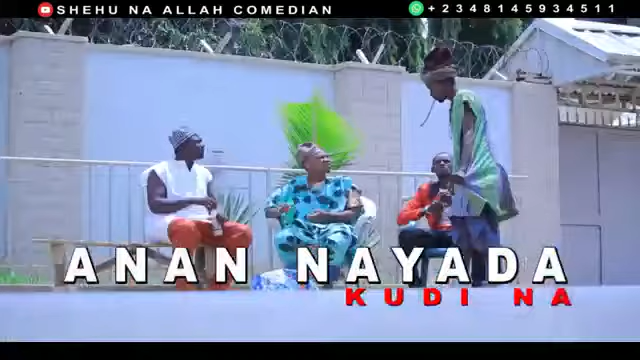 SHEHU NA ALLAH COMEDIAN
+2348145934511
ANAN NAYADA
KUDI NA